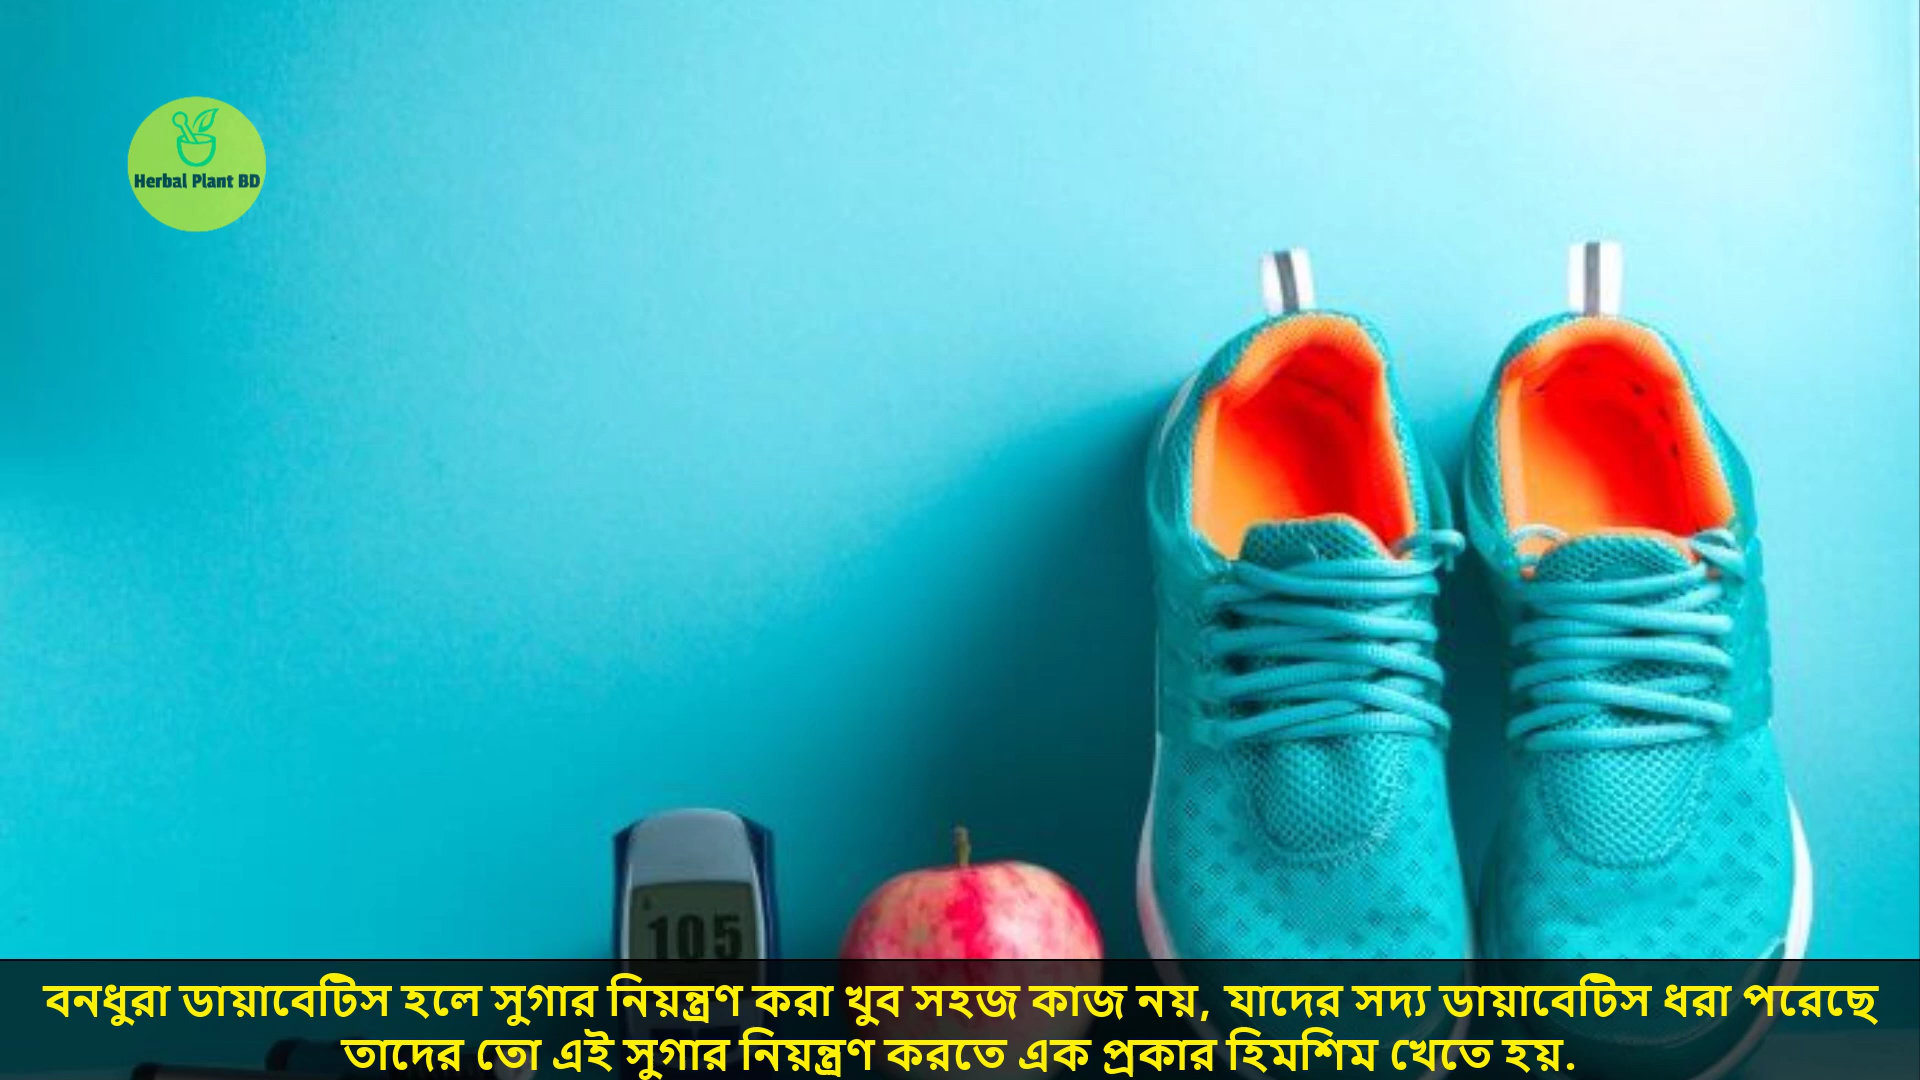 Herbal Plant BD
105
বনধুরা ডায়াবেটিস হলে সুগার নিয়ন্ত্রণ করা খুব সহজ কাজ নয়, যাদের সদ্য ডায়াবেটিস ধরা পরেছে
তাদের তো এই সুগার নিয়ন্ত্রণ করতে এক প্রকার হিমশিম খেতে হয়.